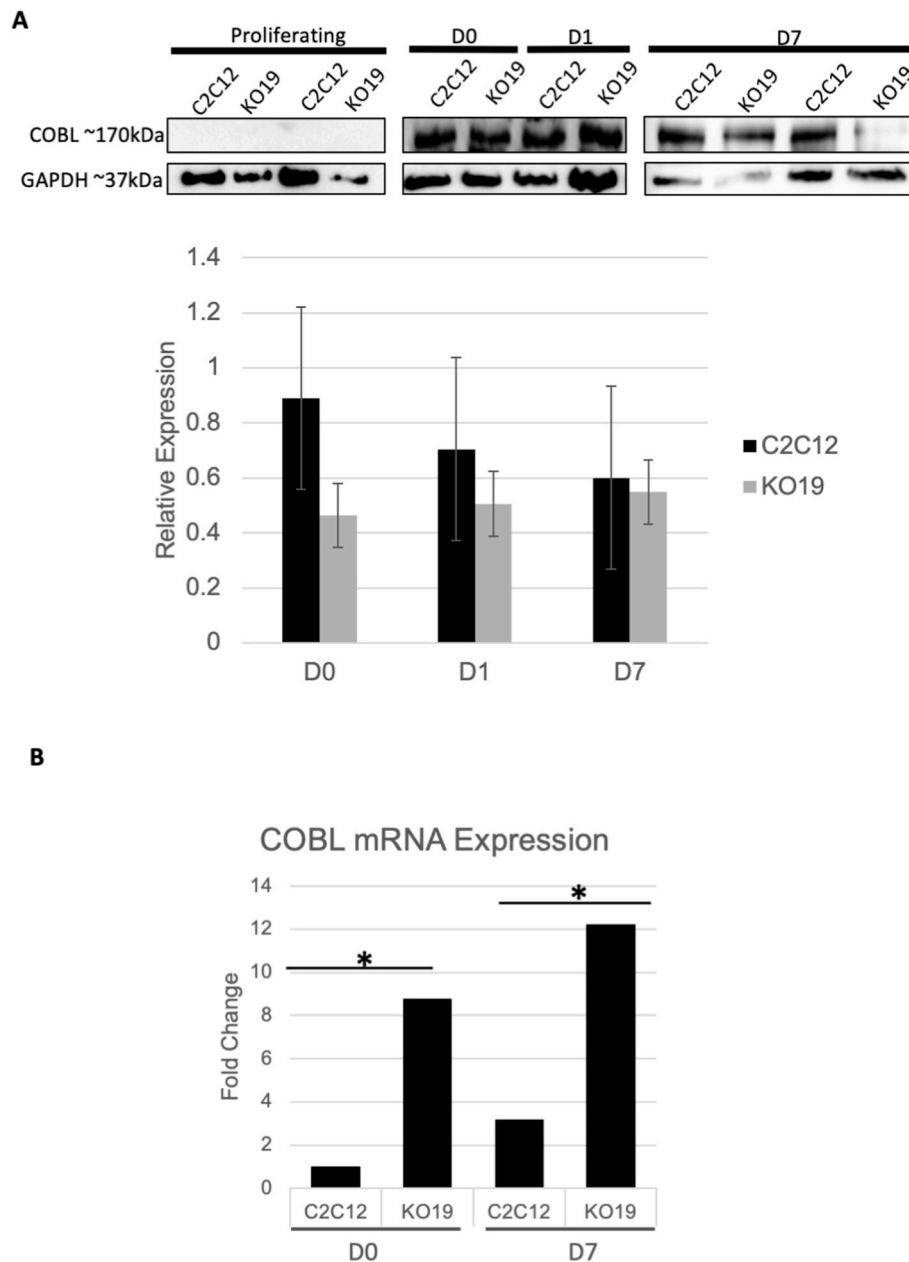 A
Proliferating D0 D1 D7
C2C12 KO19 C2C12 KO19 C2C12 KO19 C2C12 KO19 C2C12 KO19 C2C12 KO19
COBL ~170kDa
GAPDH ~37kDa
1.4
1.2
1
0.8
0.6
0.4
0.2
0
Relative Expression
C2C12
KO19
D0 D1 D7
B
COBL mRNA Expression
14
12
10
8
6
4
2
0
Fold Change
*
*
C2C12 KO19 C2C12 KO19
D0 D7